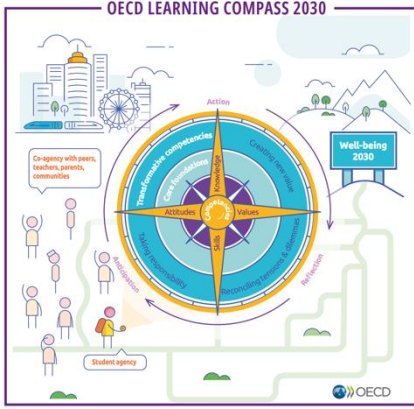 OECD LEARNING COMPASS 2030
Action
Co-agency with peers,
teachers, parents,
communities
Transformative competencies
Core foundations
Creating new value
Well-being
2030
Knowledge
Attitudes
Competencies
Values
Skills
Taking responsibility
Reconciling tensions & dilemmas
Anticipation
Reflection
Student agency
OECD